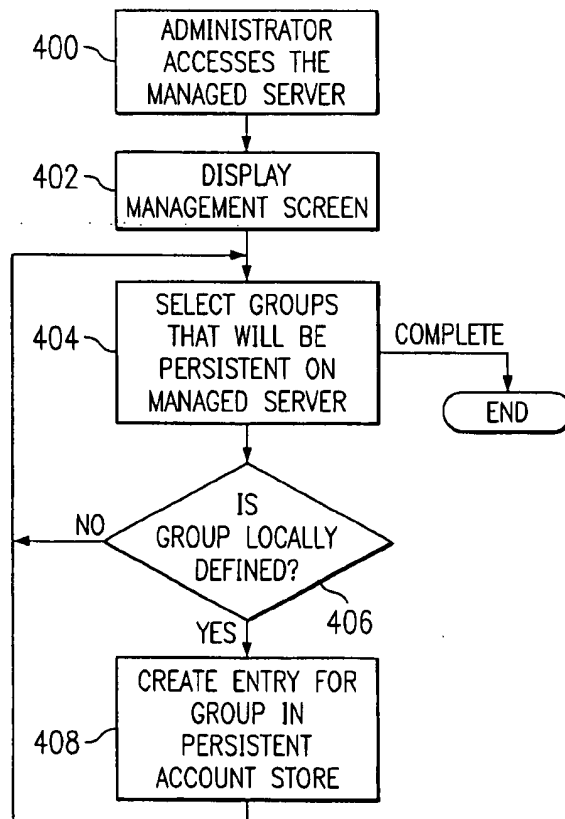 400
ADMINISTRATOR
ACCESSES THE
MANAGED SERVER
402
DISPLAY
MANAGEMENT SCREEN
404
SELECT GROUPS
THAT WILL BE
PERSISTENT ON
MANAGED SERVER
COMPLETE
END
IS
GROUP LOCALLY
DEFINED?
NO
406
YES
408
CREATE ENTRY FOR
GROUP IN
PERSISTENT
ACCOUNT STORE